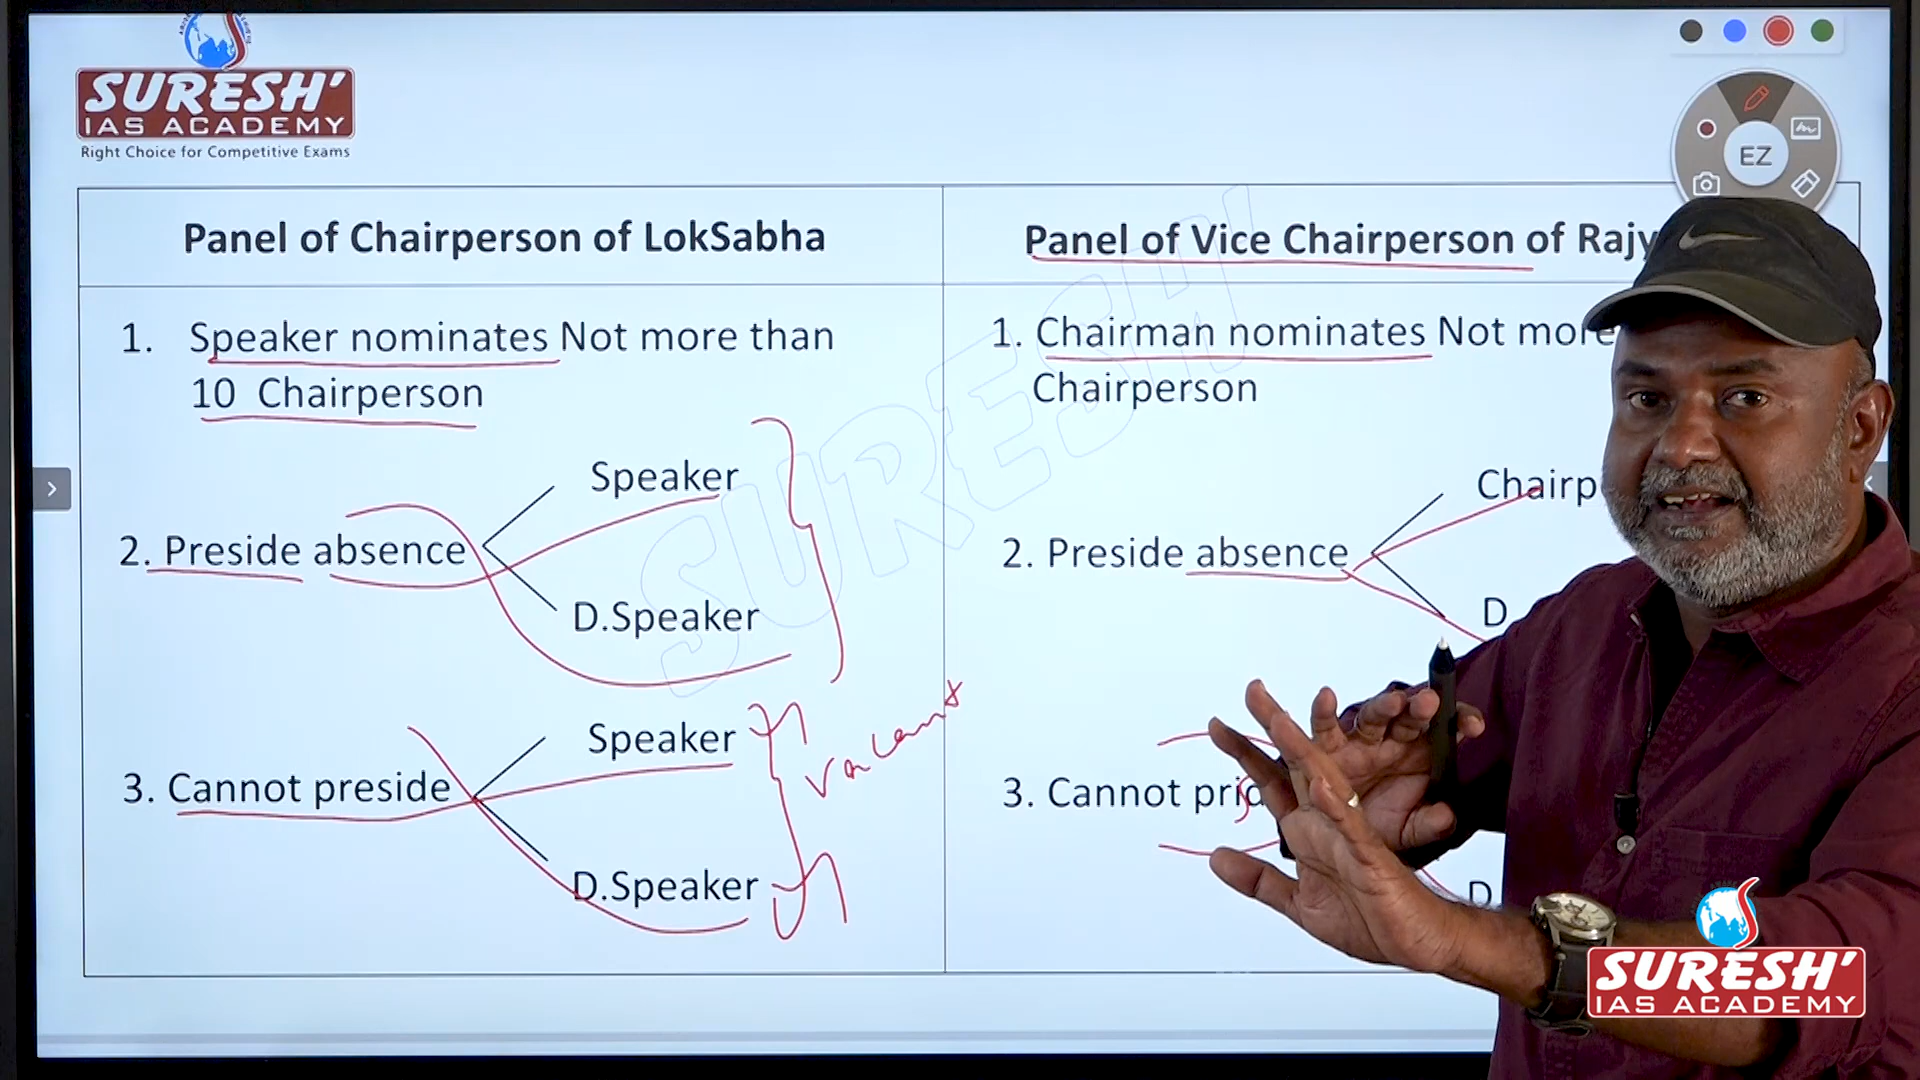 SURESH'
IAS ACADEMY
Right Choice for Competitive Exams
EZ
Panel of Chairperson of LokSabha
Panel of Vice Chairperson of Rajy
1. Speaker nominates Not more than
10 Chairperson
1. Chairman nominates Not more
Chairperson
Speaker
2. Preside absence
D.Speaker
Chairp
2. Preside absence
D
Speaker
3. Cannot preside
D.Speaker
vacant
3. Cannot prid
D
SURESH
SURESH'
IAS ACADEMY